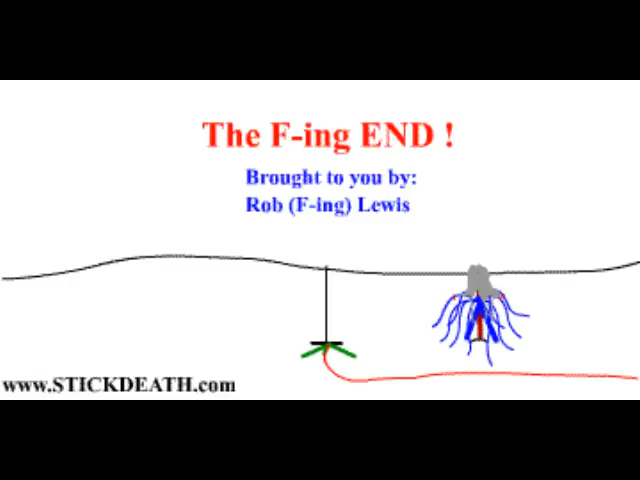 The F-ing END !
Brought to you by:
Rob (F-ing) Lewis
www.STICKDEATH.com